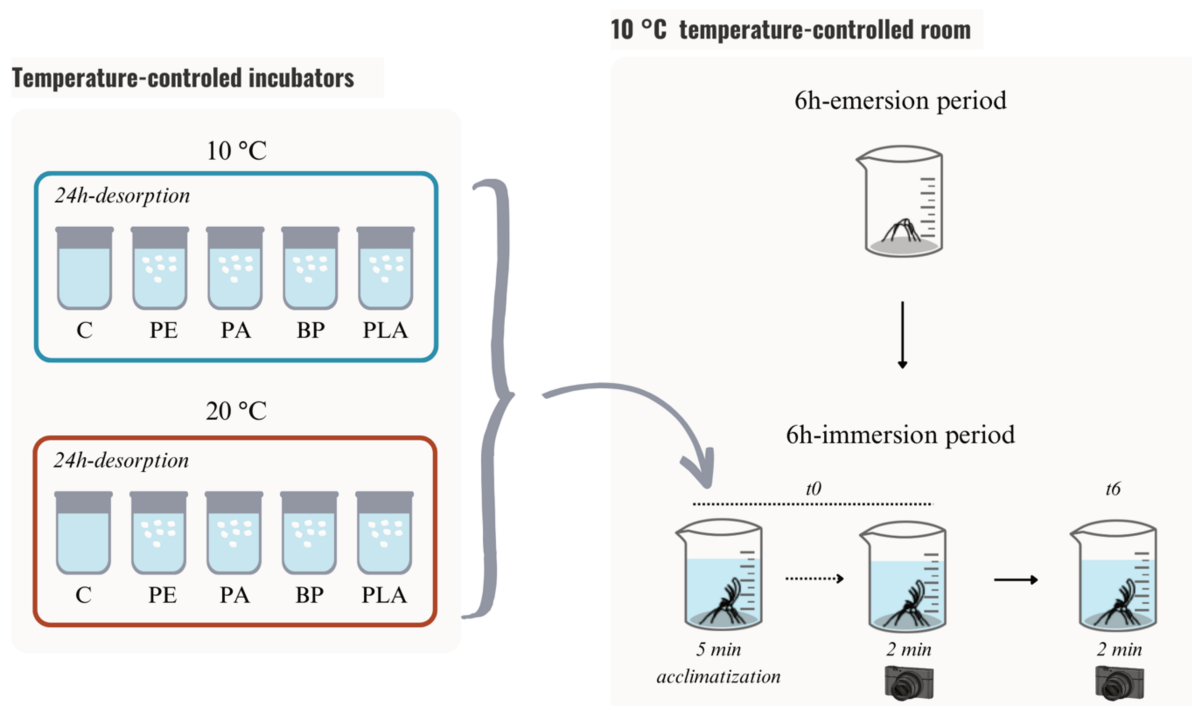 Temperature-controled incubators
10 °C
24h-desorption
C PE PA BP PLA
20 °C
24h-desorption
C PE PA BP PLA
10 °C temperature-controlled room
6h-emersion period
6h-immersion period
t0 t6
5 min
acclimatization
2 min
2 min